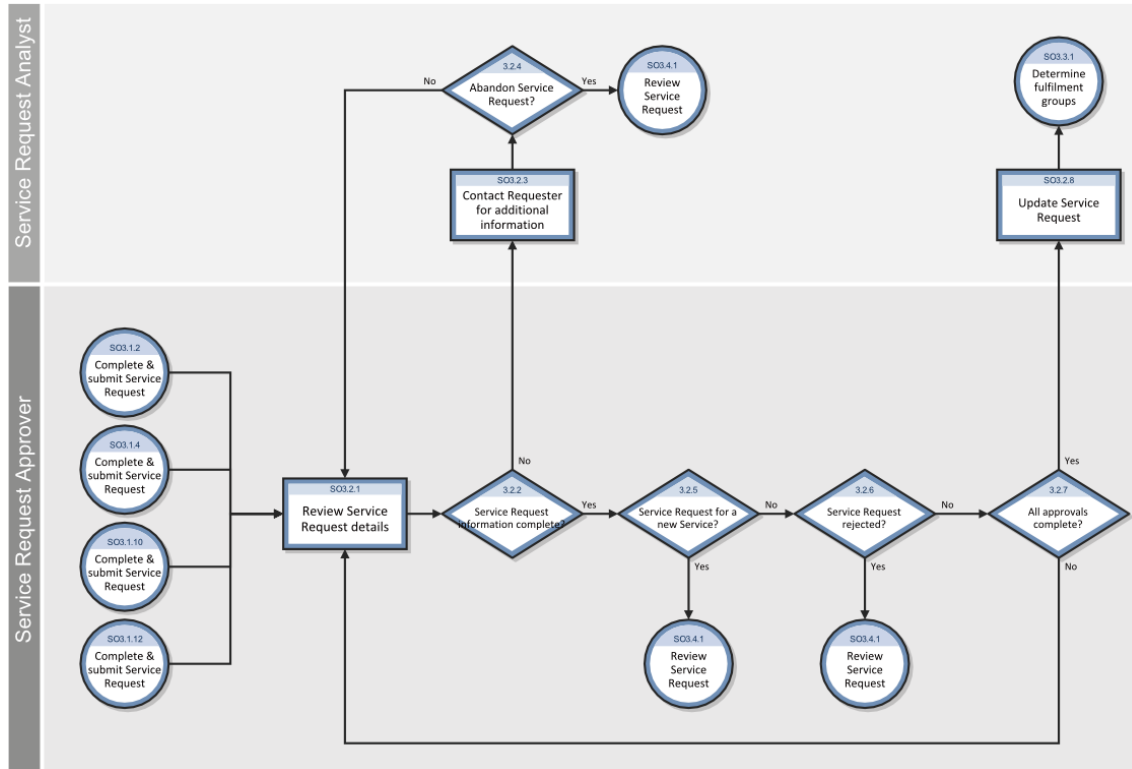 Service Request Analyst
3.2.4
Abandon Service
Request?
No
Yes
SO3.4.1
Review
Service
Request
SO3.3.1
Determine
fulfilment
groups
SO3.2.3
Contact Requester
for additional
information
SO3.2.8
Update Service
Request
Service Request Approver
SO3.1.2
Complete &
submit Service
Request
SO3.1.4
Complete &
submit Service
Request
SO3.1.10
Complete &
submit Service
Request
SO3.1.12
Complete &
submit Service
Request
SO3.2.1
Review Service
Request details
No
3.2.2
Service Request
information complete?
Yes
3.2.5
Service Request for a
new Service?
No
Yes
3.2.6
Service Request
rejected?
No
Yes
Yes
3.2.7
All approvals
complete?
No
SO3.4.1
Review
Service
Request
SO3.4.1
Review
Service
Request